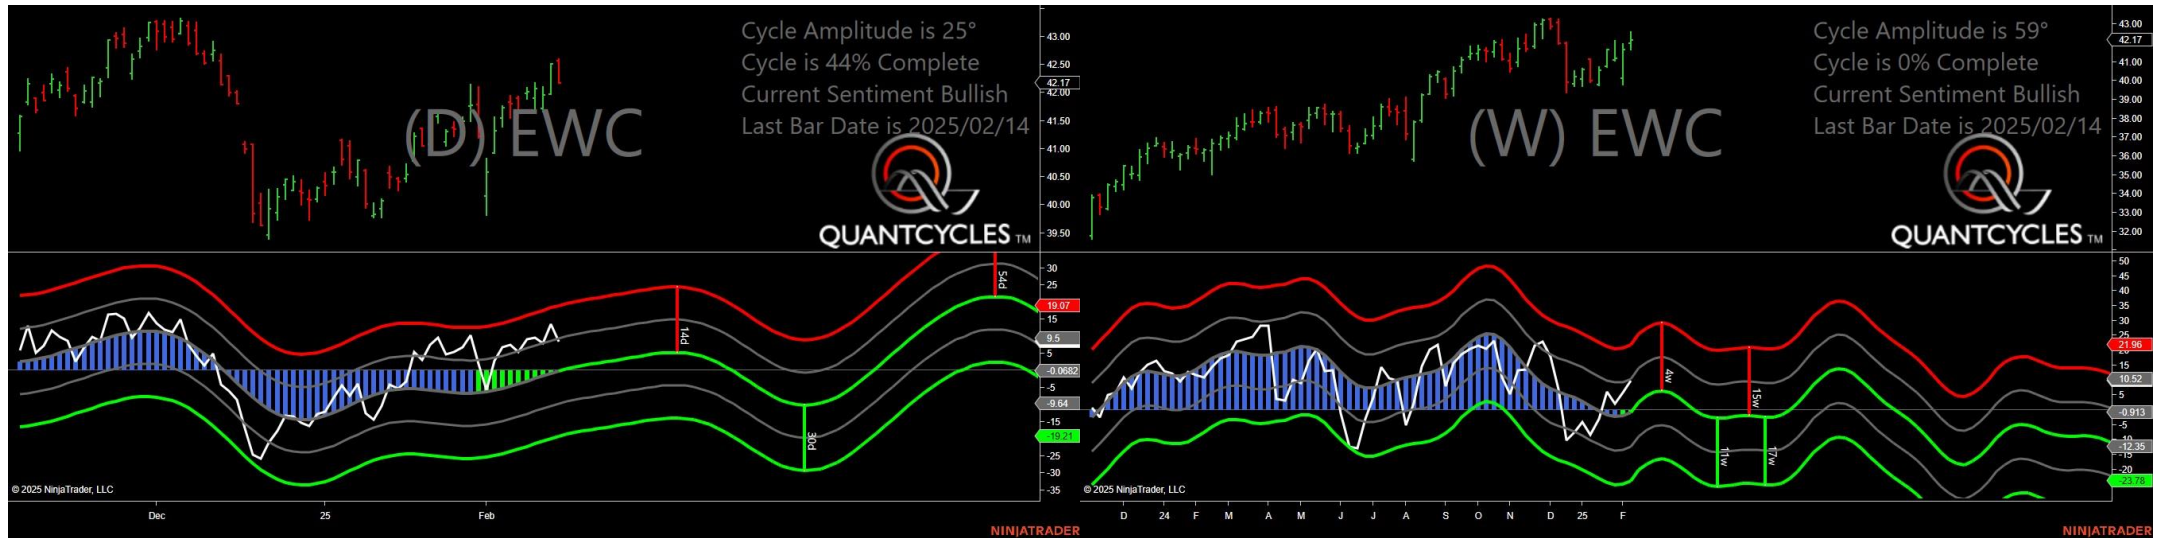 Cycle Amplitude is 25°
Cycle is 44% Complete
Current Sentiment Bullish
Last Bar Date is 2025/02/14
(D) EWC
QUANTCYCLES TM
43.00
42.50
42.17
42.00
41.50
41.00
40.50
40.00
39.50
30
25
19.07
15
9.5
5
-0.0682
-5
-9.64
-15
-19.21
-25
-30
-35
14d
30d
54d
© 2025 NinjaTrader, LLC
Dec
25
Feb
NINJATRADER
Cycle Amplitude is 59°
Cycle is 0% Complete
Current Sentiment Bullish
Last Bar Date is 2025/02/14
(W) EWC
QUANTCYCLES TM
43.00
42.17
41.00
40.00
39.00
38.00
37.00
36.00
35.00
34.00
33.00
32.00
50
45
40
35
30
25
21.96
15
10.52
5
-0.913
-5
-12.35
-15
-20
-23.78
4w
15w
11w
17w
© 2025 NinjaTrader, LLC
D
24
F
M
A
M
J
J
A
S
O
N
D
25
F
NINJATRADER